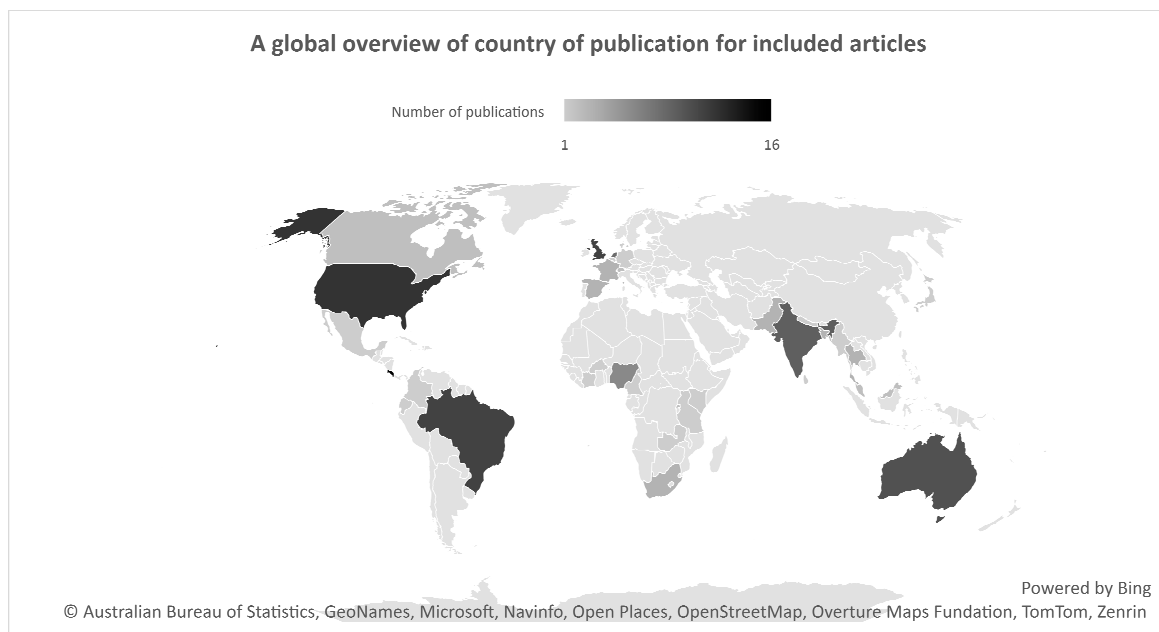 A global overview of country of publication for included articles
Number of publications
1 16
Powered by Bing
© Australian Bureau of Statistics, GeoNames, Microsoft, Navinfo, Open Places, OpenStreetMap, Overture Maps Fundation, TomTom, Zenrin